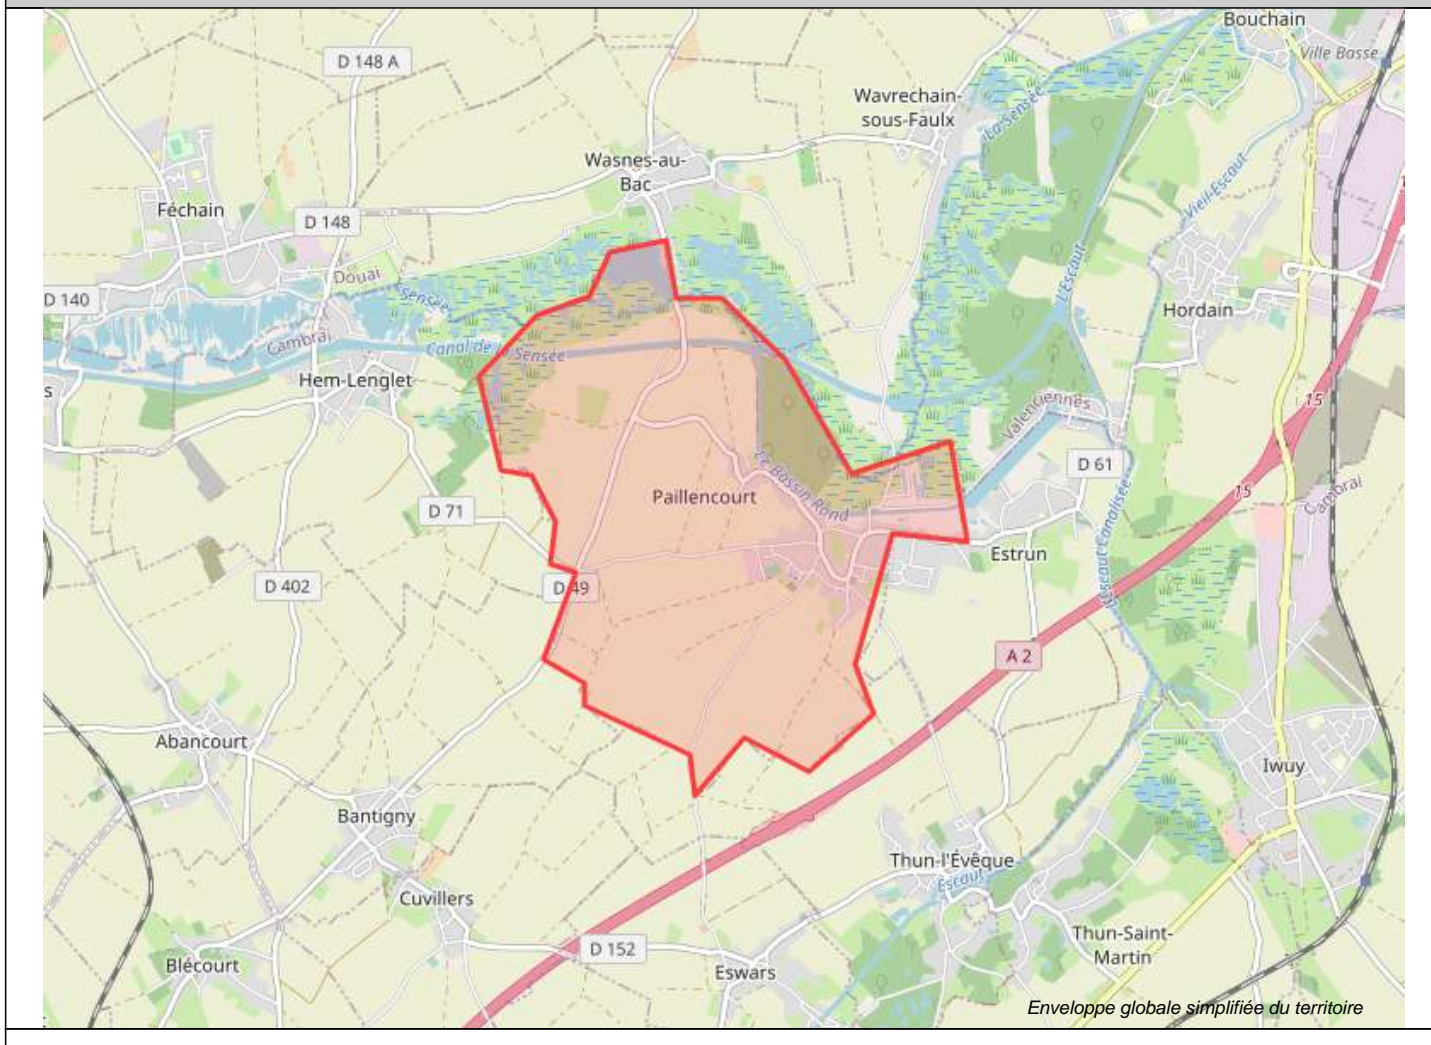 Bouchain
Ville Basse
D 148 A
Wavrechain-
sous-Faulx
La Sensée
Wasnes-au-
Bac
Vieil-Escaut
Féchain
D 148
Douai
Sensée
L'Escaut
D 140
Hordain
Cambrai
Canal de la Sensée
Hem-Lenglet
s
15
Valenciennes
D 61
Le Bassin Rond
Paillencourt
15
Cambrai
D 71
L'Escaut Canalisée
Estrun
D 402
D 49
A 2
Abancourt
Iwuy
Bantigny
Thun-l'Évêque
Escaut
Cuvillers
Thun-Saint-
Martin
D 152
Blécourt
Eswars
Enveloppe globale simplifiée du territoire